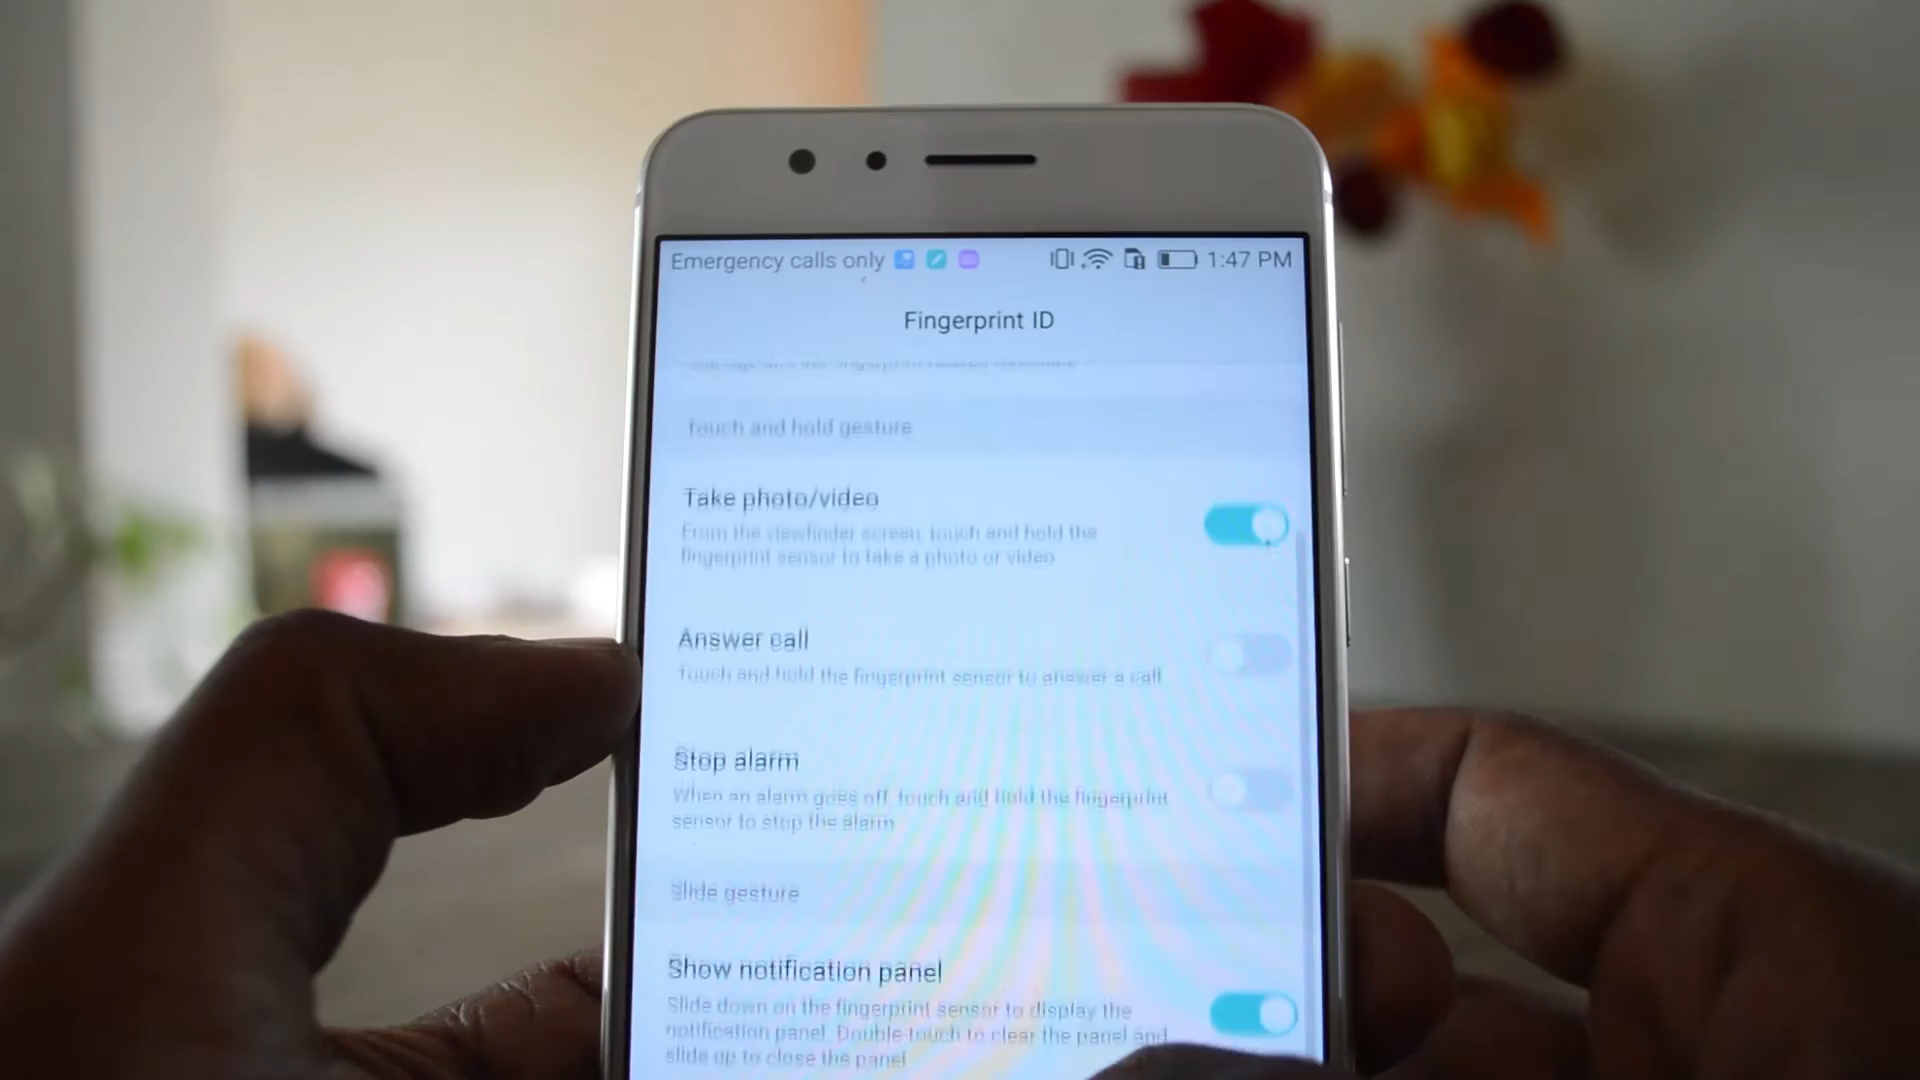 Emergency calls only 1:47 PM
Fingerprint ID
Touch and hold gesture
Take photo/video
From the viewfinder screen, touch and hold the
fingerprint sensor to take a photo or video
Answer call
Touch and hold the fingerprint sensor to answer a call
Stop alarm
When an alarm goes off, touch and hold the fingerprint
sensor to stop the alarm
Slide gesture
Show notification panel
Slide down on the fingerprint sensor to display the
notification panel. Double-touch to clear the panel and
slide up to close the panel